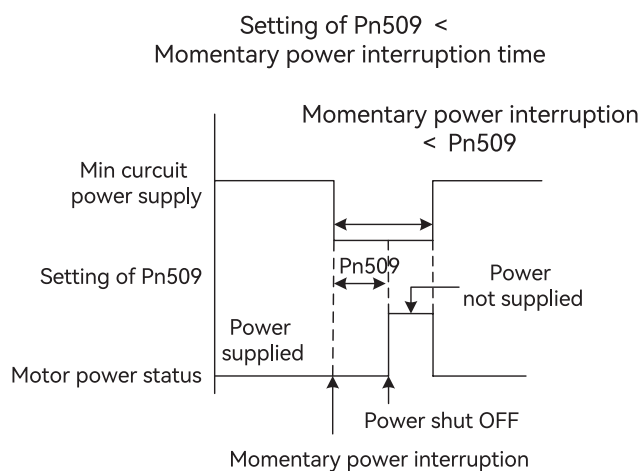 Setting of Pn509 <
Momentary power interruption time
Momentary power interruption
< Pn509
Min curcuit
power supply
Setting of Pn509
Pn509
Power
not supplied
Power
supplied
Motor power status
Power shut OFF
Momentary power interruption